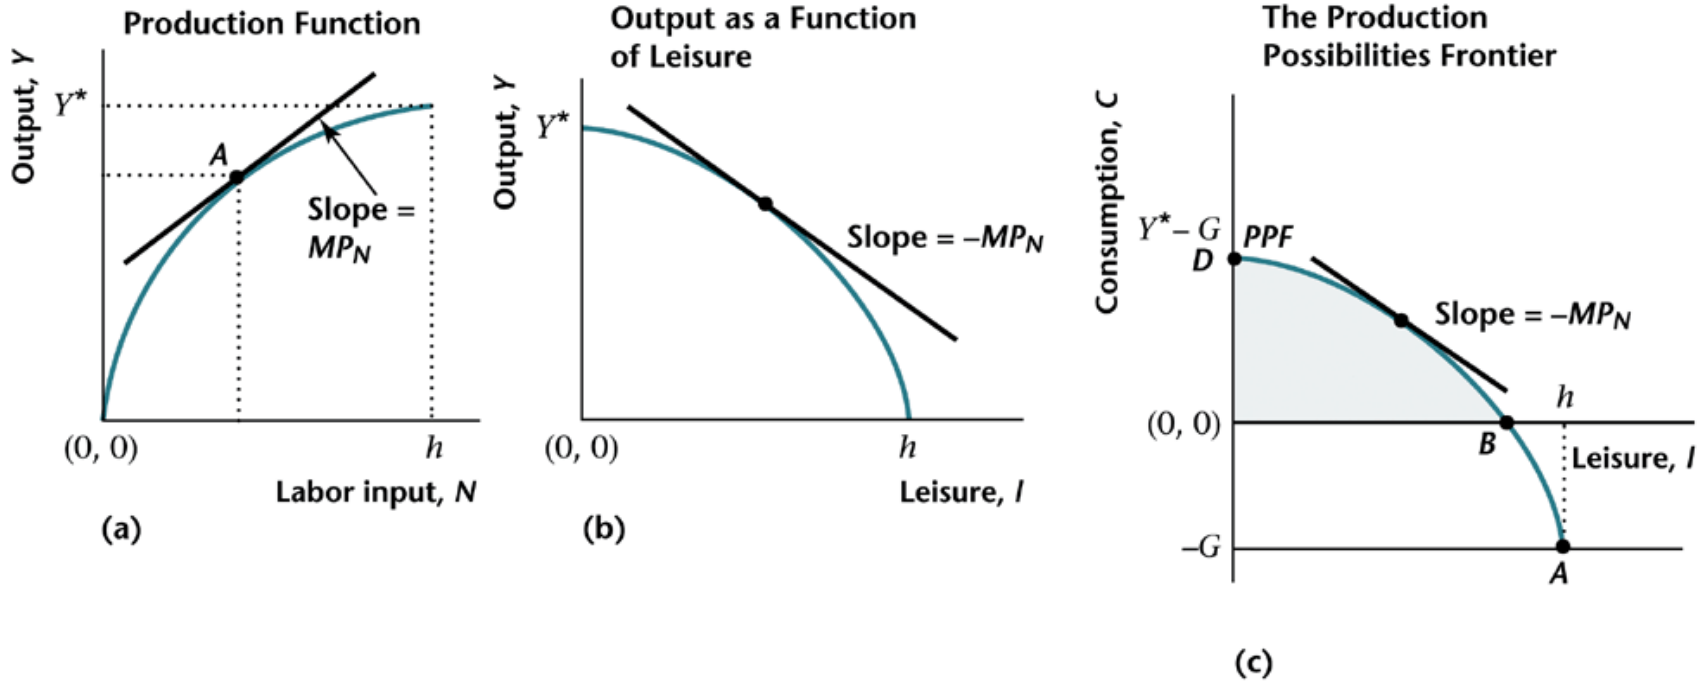 Production Function
Output, Y
Y*
A
Slope =
MPN
(0, 0)
h
Labor input, N
(a)
Output as a Function
of Leisure
Output, Y
Y*
Slope = –MPN
(0, 0)
h
Leisure, l
(b)
The Production
Possibilities Frontier
Consumption, C
Y*– G
PPF
D
Slope = –MPN
h
(0, 0)
B
Leisure, l
–G
A
(c)